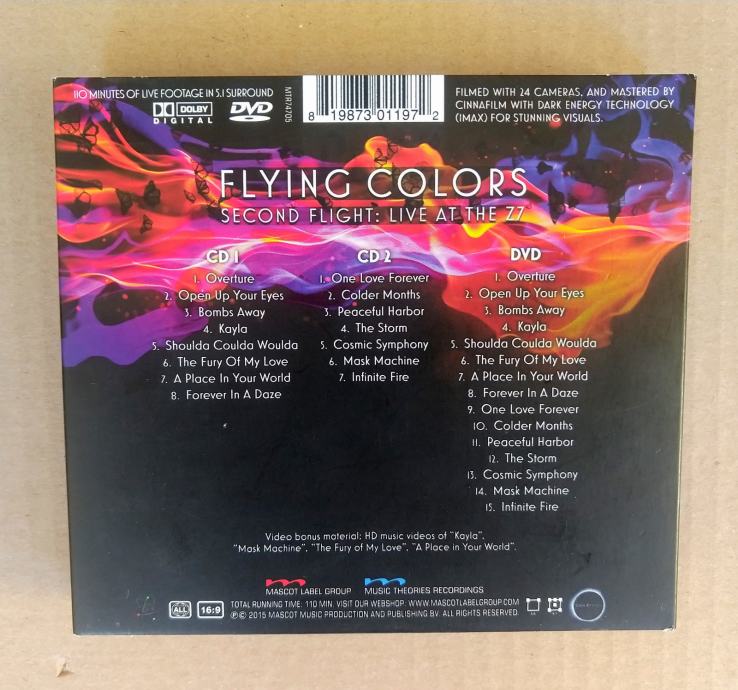 110 MINUTES OF LIVE FOOTAGE IN 5.1 SURROUND
DOLBY
DIGITAL
DVD
MTR74705
8 19873 01197 2
FILMED WITH 24 CAMERAS, AND MASTERED BY
CINNAFILM WITH DARK ENERGY TECHNOLOGY
(IMAX) FOR STUNNING VISUALS.
FLYING COLORS
SECOND FLIGHT: LIVE AT THE Z7
CD 1
1. Overture
2. Open Up Your Eyes
3. Bombs Away
4. Kayla
5. Shoulda Coulda Woulda
6. The Fury Of My Love
7. A Place In Your World
8. Forever In A Daze
CD 2
1. One Love Forever
2. Colder Months
3. Peaceful Harbor
4. The Storm
5. Cosmic Symphony
6. Mask Machine
7. Infinite Fire
DVD
1. Overture
2. Open Up Your Eyes
3. Bombs Away
4. Kayla
5. Shoulda Coulda Woulda
6. The Fury Of My Love
7. A Place In Your World
8. Forever In A Daze
9. One Love Forever
10. Colder Months
11. Peaceful Harbor
12. The Storm
13. Cosmic Symphony
14. Mask Machine
15. Infinite Fire
Video bonus material: HD music videos of "Kayla",
"Mask Machine", "The Fury of My Love", "A Place in Your World".
MASCOT LABEL GROUP
MUSIC THEORIES RECORDINGS
ALL
16:9
TOTAL RUNNING TIME: 110 MIN. VISIT OUR WEBSHOP: WWW.MASCOTLABELGROUP.COM
℗© 2015 MASCOT MUSIC PRODUCTION AND PUBLISHING BV. ALL RIGHTS RESERVED.